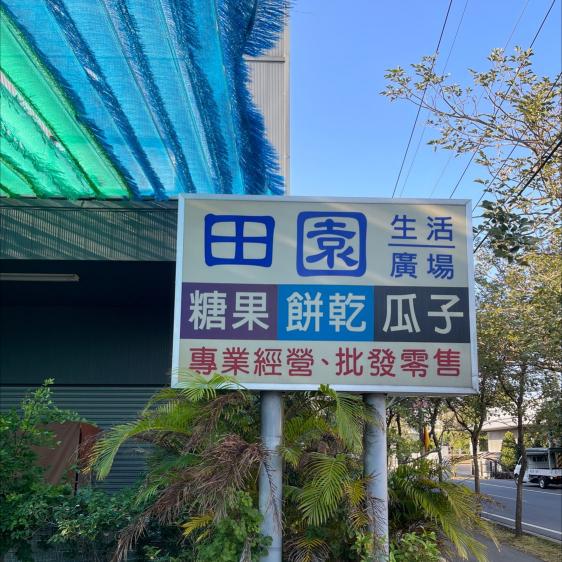 田園 生活廣場
糖果 餅乾 瓜子
專業經營、批發零售